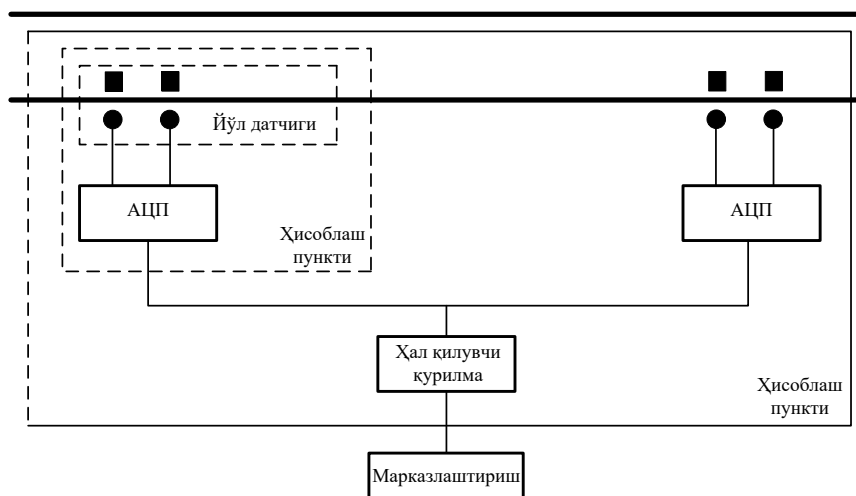 Йўл датчиги
АЦП
АЦП
Ҳисоблаш
пункти
Ҳал қилувчи
қурилма
Ҳисоблаш
пункти
Марказлаштириш